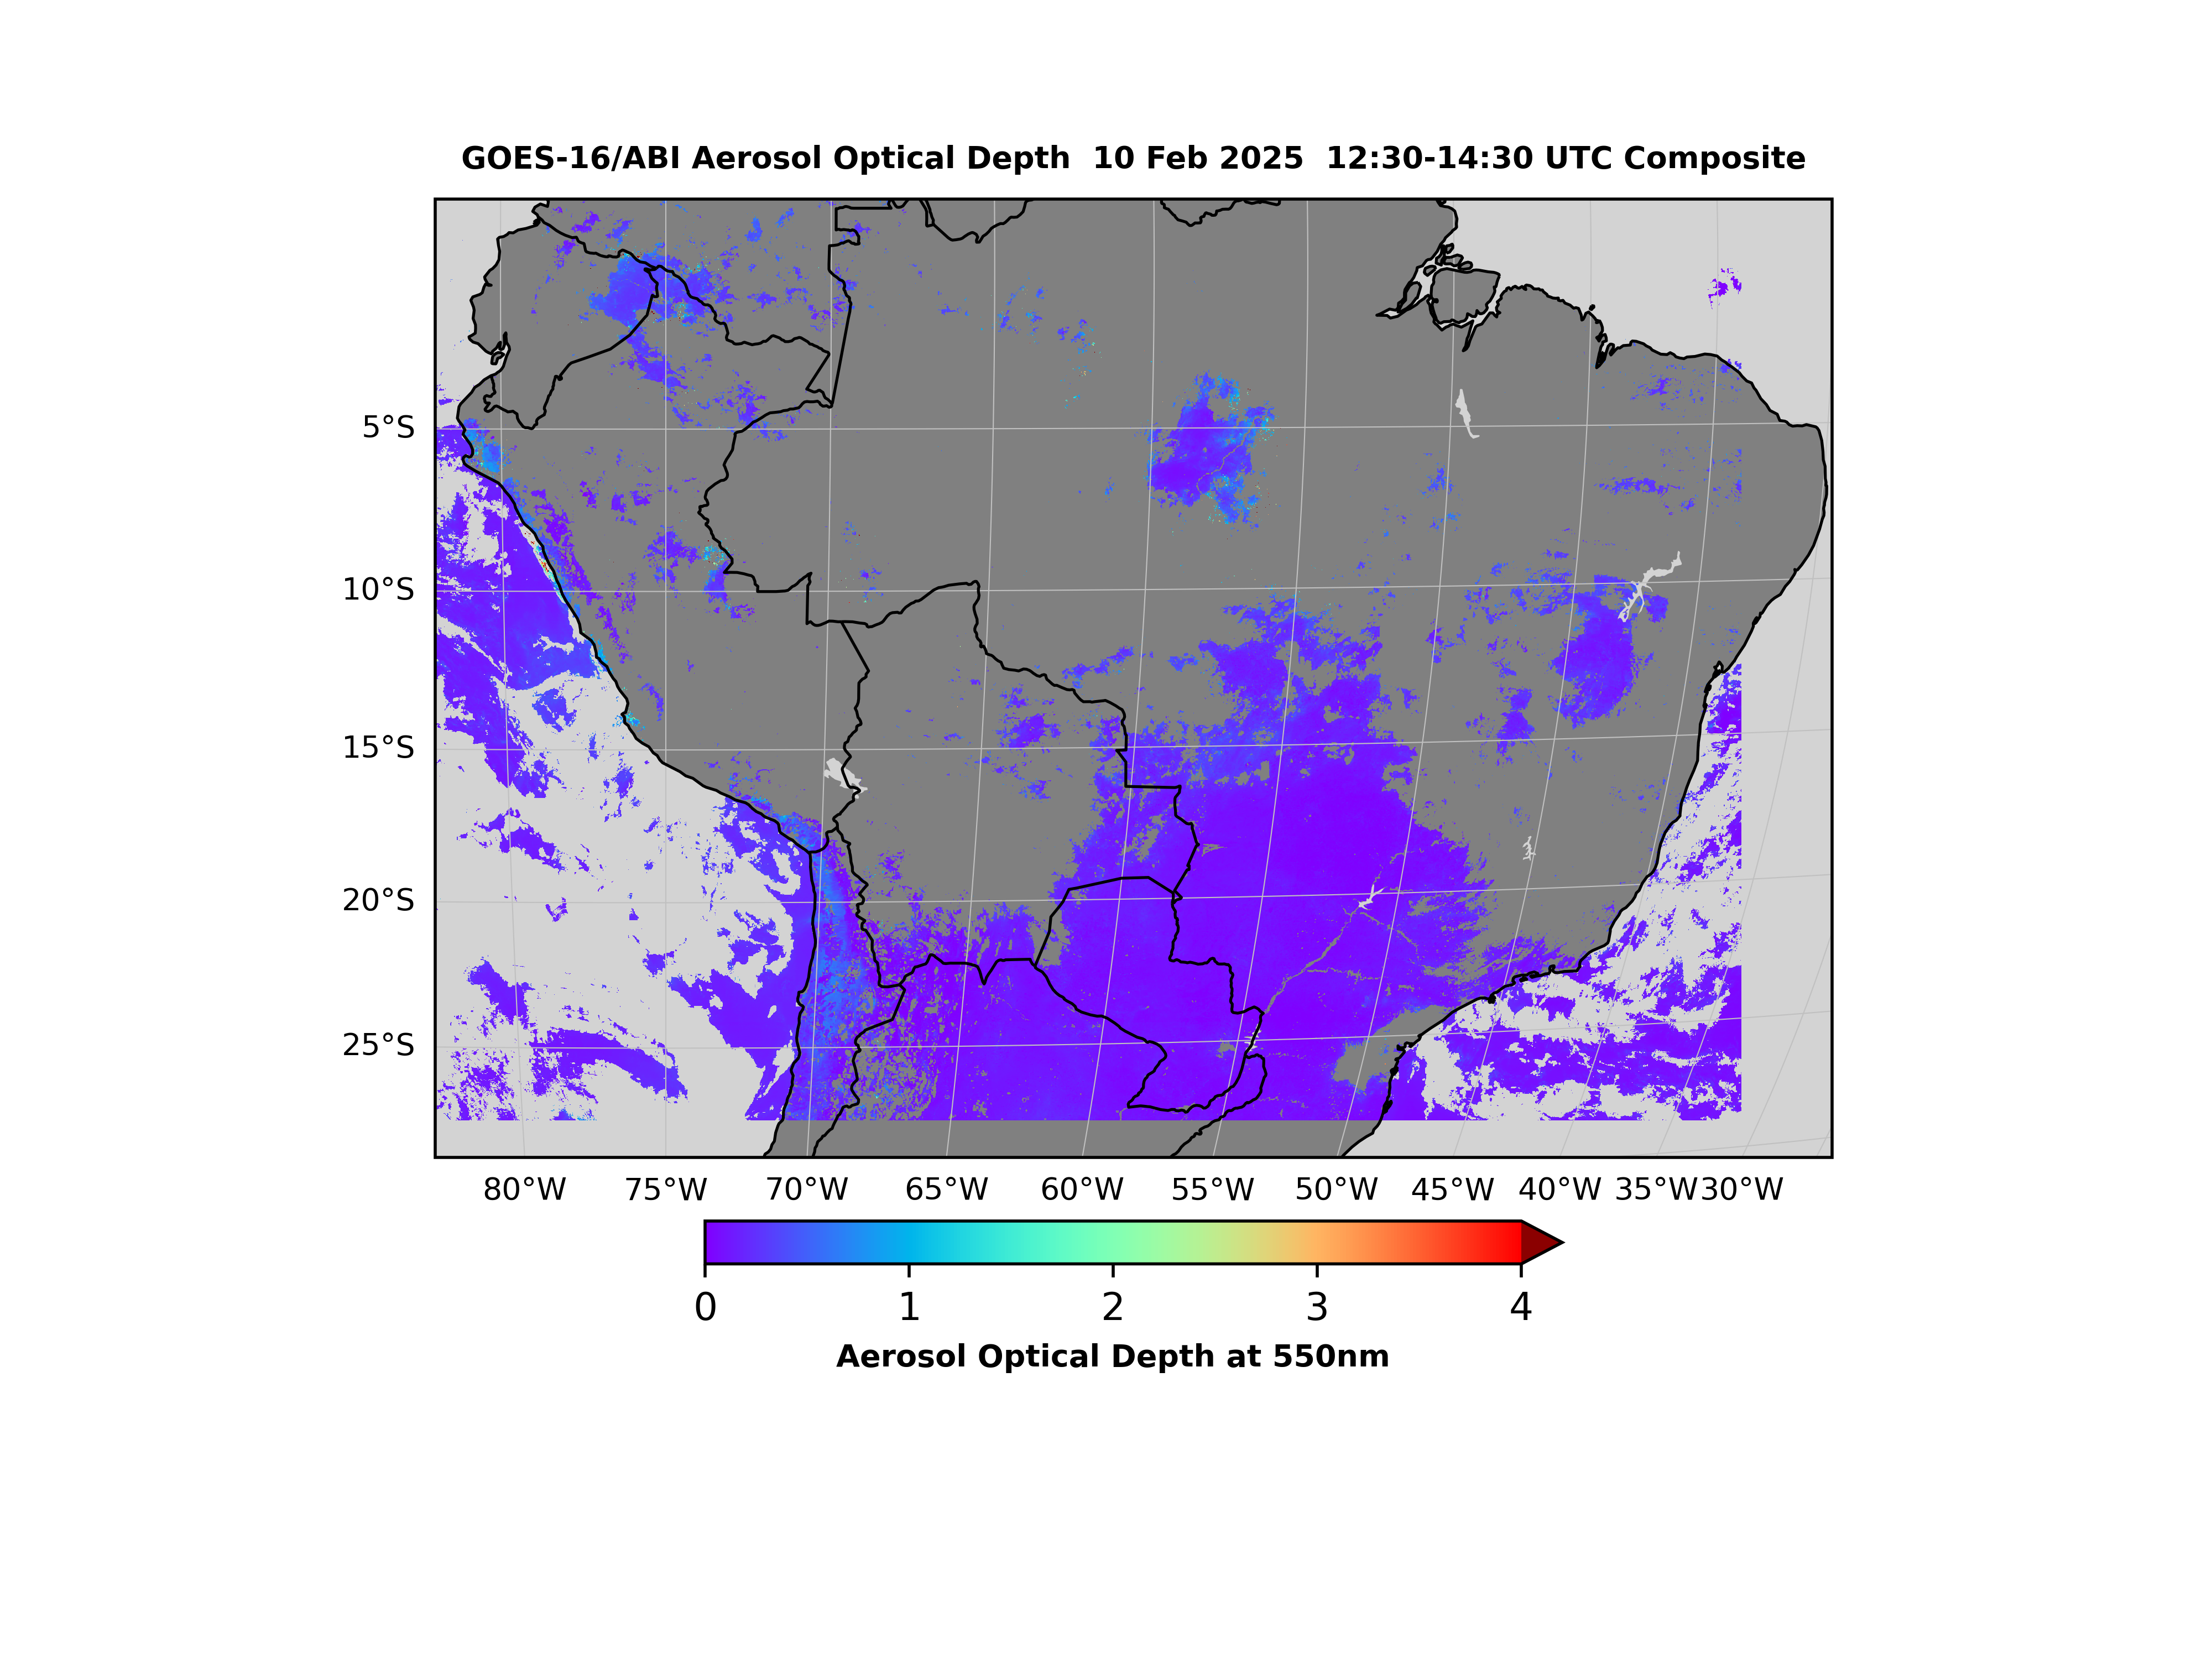 GOES-16/ABI Aerosol Optical Depth  10 Feb 2025  12:30-14:30 UTC Composite
5°S
10°S
15°S
20°S
25°S
80°W 75°W 70°W 65°W 60°W 55°W 50°W 45°W 40°W 35°W 30°W
0 1 2 3 4
Aerosol Optical Depth at 550nm